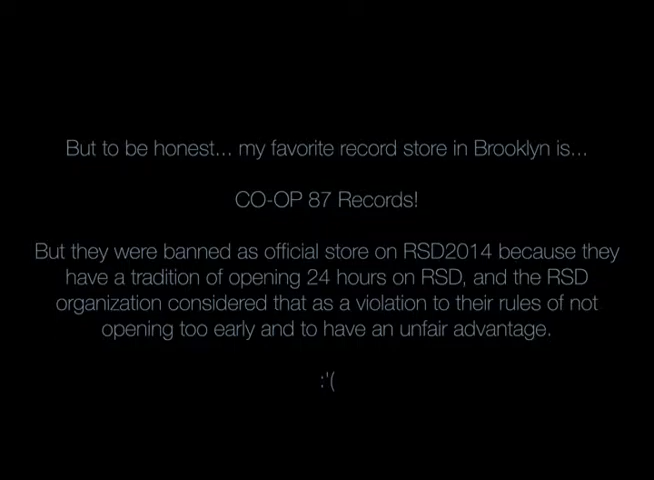 But to be honest... my favorite record store in Brooklyn is...
CO-OP 87 Records!
But they were banned as official store on RSD2014 because they
have a tradition of opening 24 hours on RSD, and the RSD
organization considered that as a violation to their rules of not
opening too early and to have an unfair advantage.
:'(